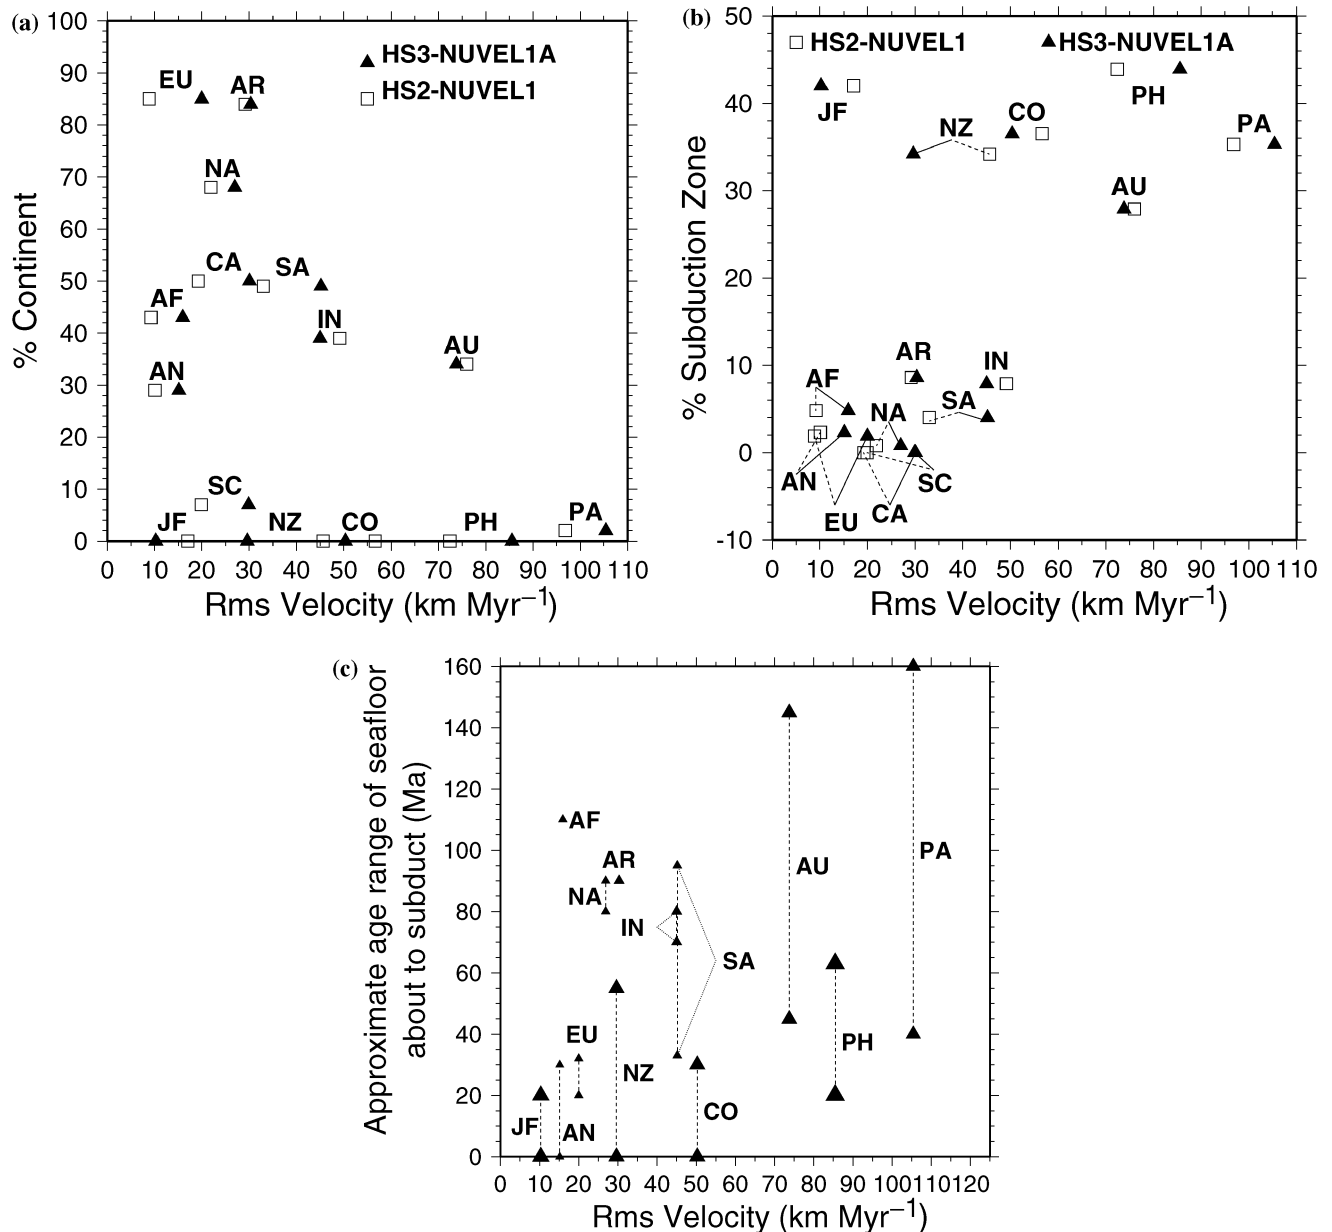 (a)
100
90
80
70
60
50
40
30
20
10
0
% Continent
HS3-NUVEL1A
HS2-NUVEL1
EU
AR
NA
CA
SA
AF
IN
AU
AN
SC
JF
NZ
CO
PH
PA
0 10 20 30 40 50 60 70 80 90 100 110
Rms Velocity (km Myr−1)
(b)
50
40
30
20
10
0
-10
% Subduction Zone
HS2-NUVEL1
HS3-NUVEL1A
JF
NZ
CO
PH
PA
AU
AR
IN
AF
NA
SA
AN
SC
EU
CA
0 10 20 30 40 50 60 70 80 90 100 110
Rms Velocity (km Myr−1)
(c)
160
140
120
100
80
60
40
20
0
Approximate age range of seafloor
about to subduct (Ma)
AF
AR
NA
IN
SA
AU
PA
EU
NZ
PH
JF
AN
CO
0 10 20 30 40 50 60 70 80 90 100110120
Rms Velocity (km Myr−1)